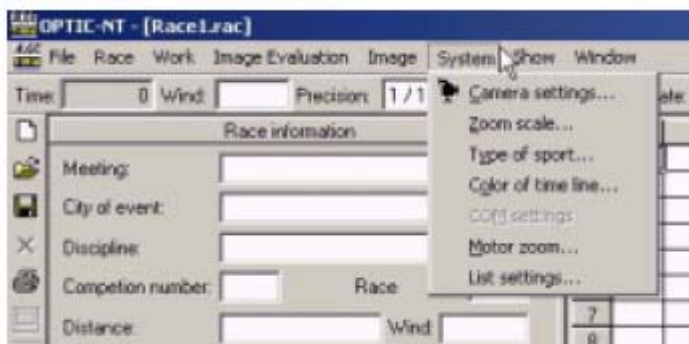 OPTIC-NT - [Race1.rac]
File Race Work Image Evaluation Image System Show Window
Time: 0 Wind: Precision: 1 / 1
Camera settings...
Zoom scale...
Type of sport...
Color of time line...
COM settings
Motor zoom...
List settings...
Race information
Meeting:
City of event:
Discipline:
Competion number: Race
Distance: Wind:
7
8